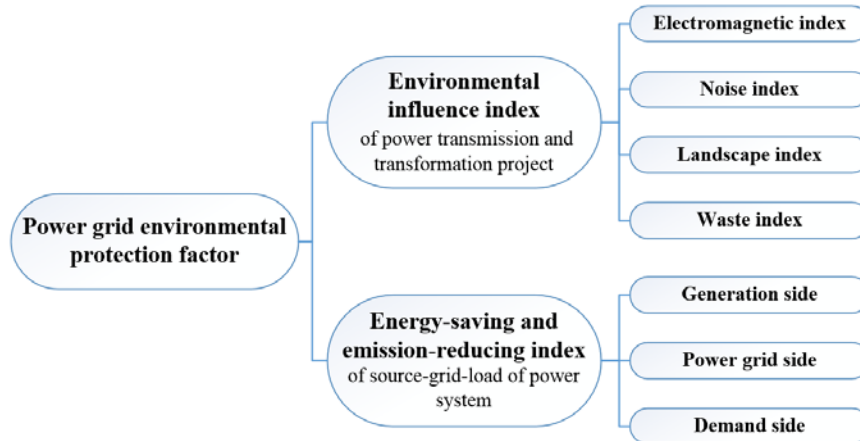 Power grid environmental
protection factor
Environmental
influence index
of power transmission and
transformation project
Electromagnetic index
Noise index
Landscape index
Waste index
Energy-saving and
emission-reducing index
of source-grid-load of power
system
Generation side
Power grid side
Demand side